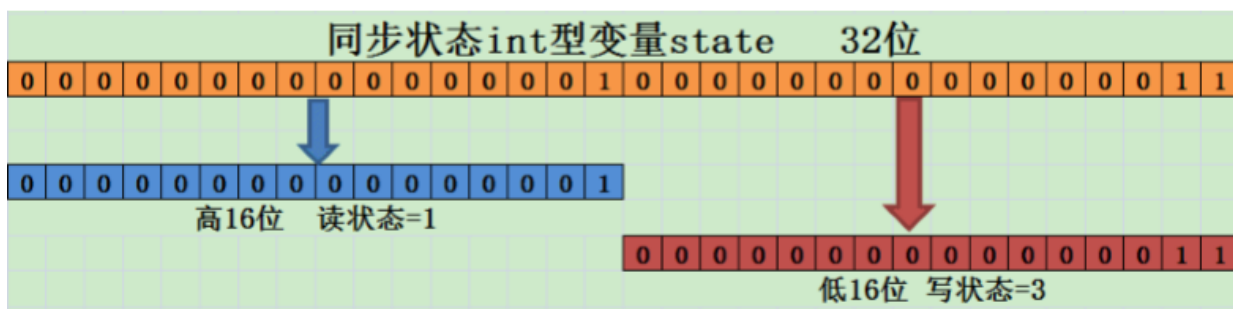 同步状态int型变量state 32位
0 0 0 0 0 0 0 0 0 0 0 0 0 0 0 1 0 0 0 0 0 0 0 0 0 0 0 0 0 0 1 1
0 0 0 0 0 0 0 0 0 0 0 0 0 0 0 1
高16位 读状态=1
0 0 0 0 0 0 0 0 0 0 0 0 0 0 1 1
低16位 写状态=3